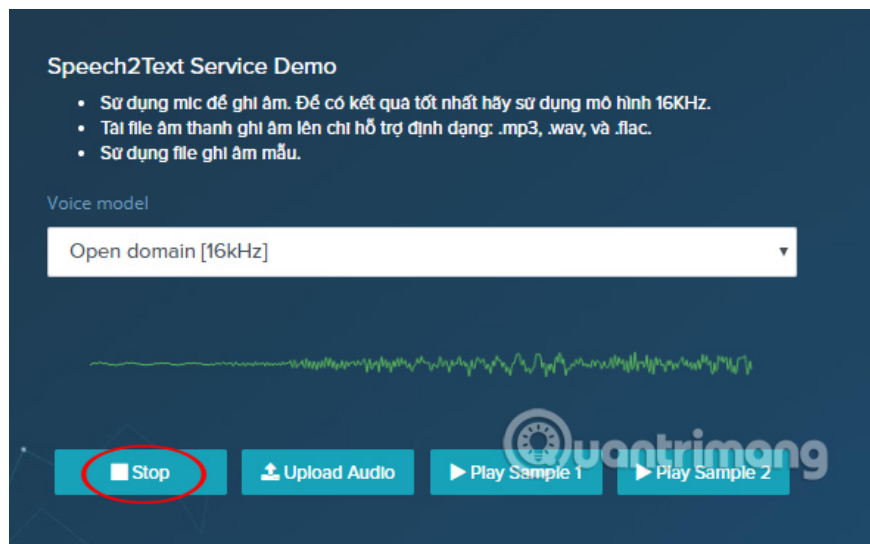 Speech2Text Service Demo
• Sử dụng mic để ghi âm. Để có kết quả tốt nhất hãy sử dụng mô hình 16KHz.
• Tải file âm thanh ghi âm lên chỉ hỗ trợ định dạng: .mp3, .wav, và .flac.
• Sử dụng file ghi âm mẫu.
Voice model
Open domain [16kHz]
Stop Upload Audio Play Sample 1 Play Sample 2
Quantrimang